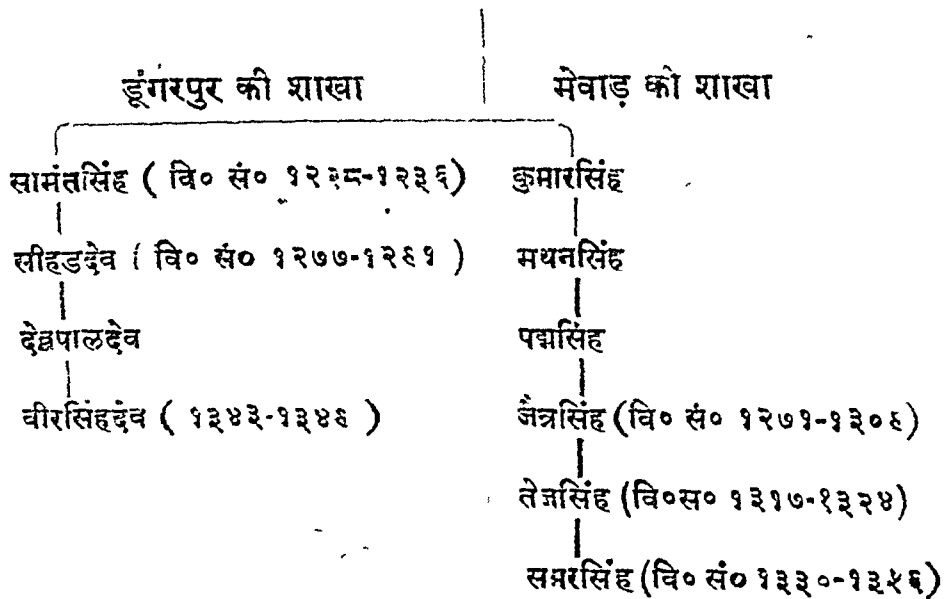 डूंगरपुर की शाखा
सामंतसिंह ( वि० सं० १२२८-१२३६)
सीहडदेव ( वि० सं० १२७७-१२९१ )
देवपालदेव
वीरसिंहदेव ( १३४३-१३४९ )
मेवाड़ की शाखा
कुमारसिंह
मथनसिंह
पद्मसिंह
जैत्रसिंह (वि० सं० १२७१-१३०९)
तेजसिंह (वि०स० १३१७-१३२४)
समरसिंह (वि० सं० १३३०-१३५६)